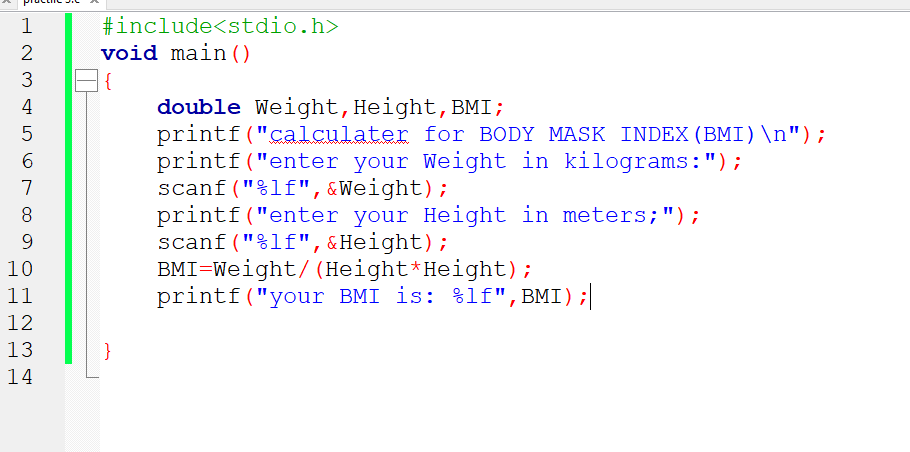 1 #include<stdio.h>
2 void main()
3 {
4 double Weight,Height,BMI;
5 printf("calculater for BODY MASK INDEX(BMI)\n");
6 printf("enter your Weight in kilograms:");
7 scanf("%lf",&Weight);
8 printf("enter your Height in meters;");
9 scanf("%lf",&Height);
10 BMI=Weight/(Height*Height);
11 printf("your BMI is: %lf",BMI);
12
13 }
14